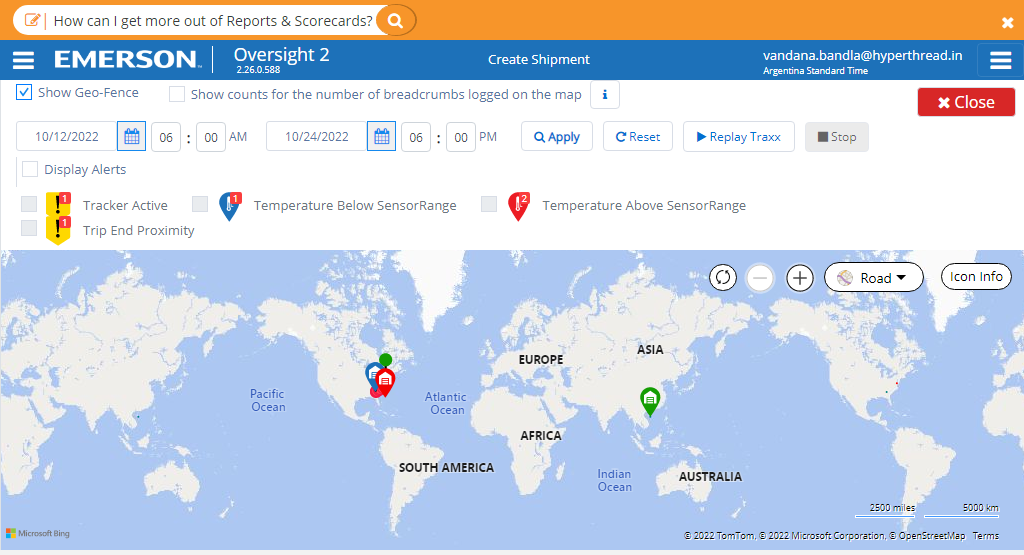 How can I get more out of Reports & Scorecards?
EMERSON™ Oversight 2
2.26.0.588
Create Shipment
vandana.bandla@hyperthread.in
Argentina Standard Time
Show Geo-Fence
Show counts for the number of breadcrumbs logged on the map
i
Close
10/12/2022 06 : 00 AM 10/24/2022 06 : 00 PM Apply Reset Replay Traxx Stop
Display Alerts
1 Tracker Active 1 Temperature Below SensorRange 2 Temperature Above SensorRange
1 Trip End Proximity
Road
Icon Info
ASIA
EUROPE
Pacific
Ocean
Atlantic
Ocean
AFRICA
SOUTH AMERICA
Indian
Ocean
AUSTRALIA
2500 miles 5000 km
Microsoft Bing
© 2022 TomTom, © 2022 Microsoft Corporation, © OpenStreetMap Terms